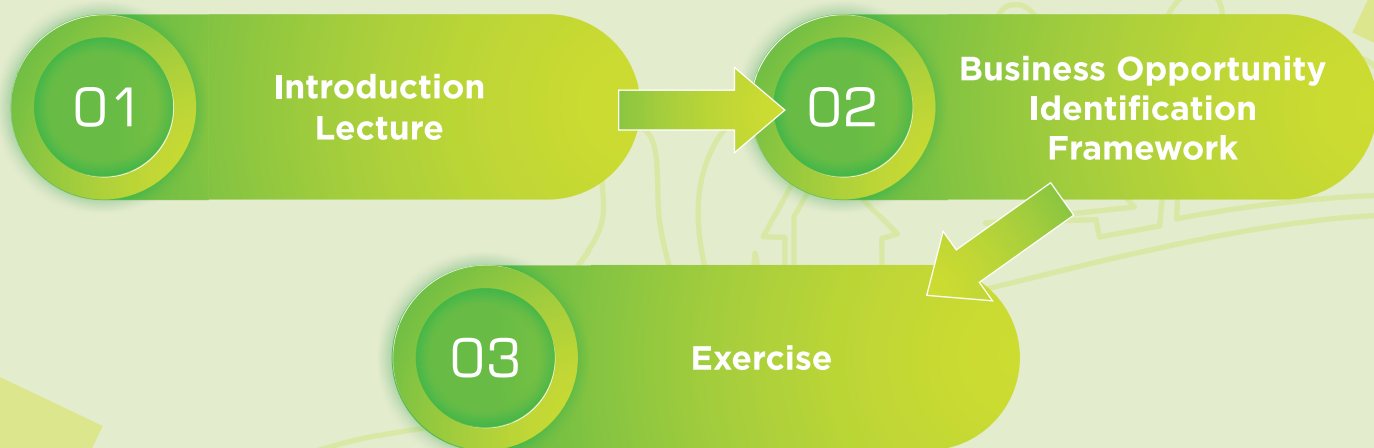 01
Introduction
Lecture
02
Business Opportunity
Identification
Framework
03
Exercise